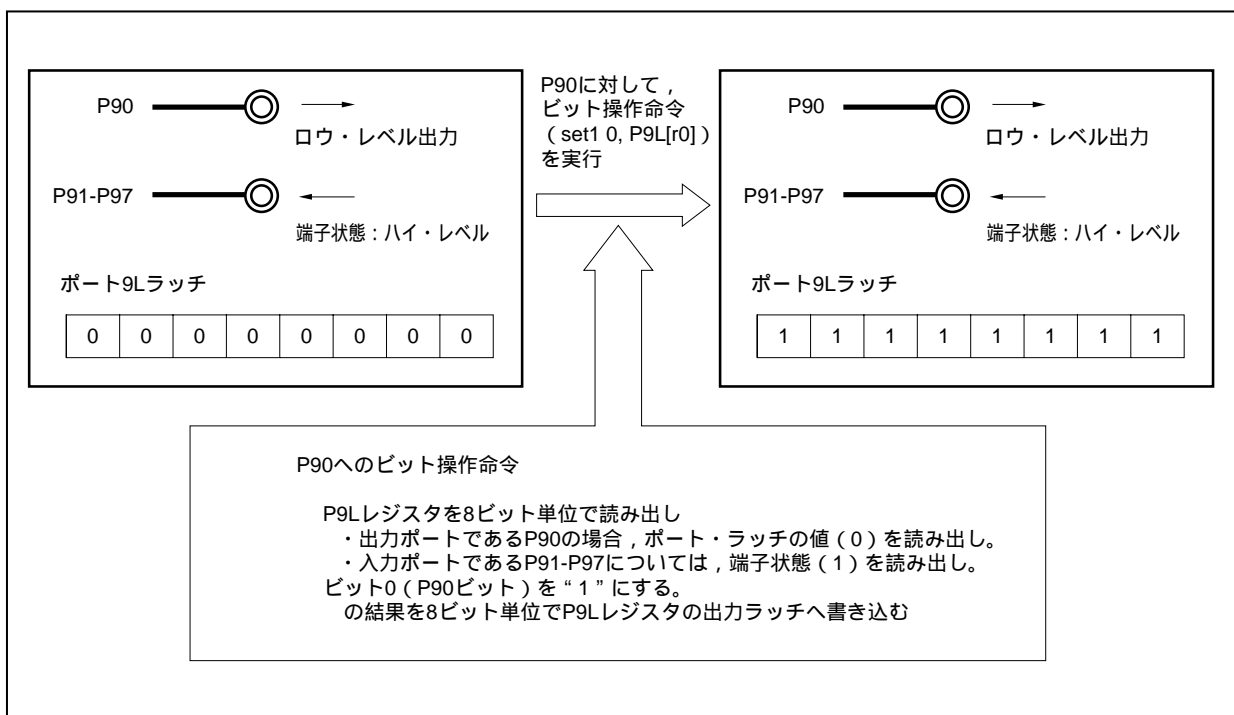 P90
ロウ・レベル出力
P91-P97
端子状態：ハイ・レベル
ポート9Lラッチ
0 0 0 0 0 0 0 0
P90に対して，
ビット操作命令
（set1 0, P9L[r0]）
を実行
P90
ロウ・レベル出力
P91-P97
端子状態：ハイ・レベル
ポート9Lラッチ
1 1 1 1 1 1 1 1
P90へのビット操作命令
P9Lレジスタを8ビット単位で読み出し
・出力ポートであるP90の場合，ポート・ラッチの値（0）を読み出し。
・入力ポートであるP91-P97については，端子状態（1）を読み出し。
ビット0（P90ビット）を“1”にする。
の結果を8ビット単位でP9Lレジスタの出力ラッチへ書き込む